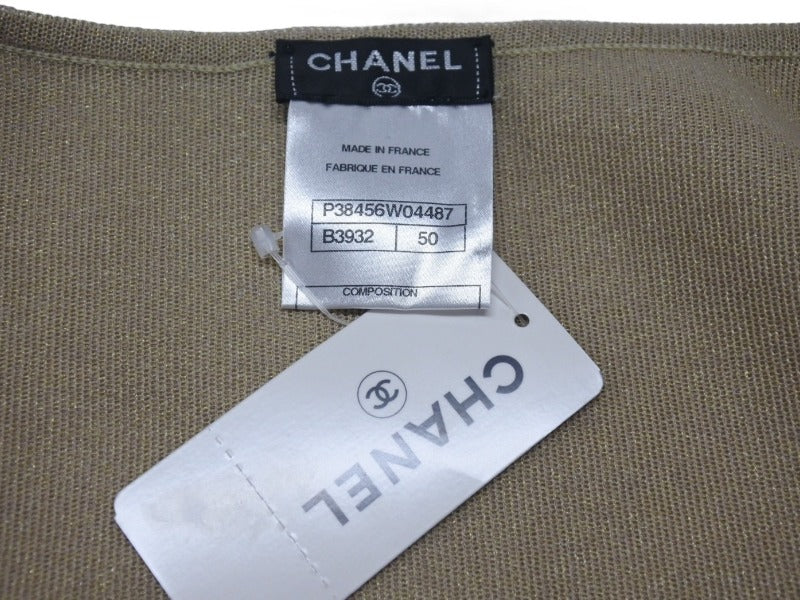 CHANEL
MADE IN FRANCE
FABRIQUE EN FRANCE
P38456W04487
B3932 50
COMPOSITION
CHANEL